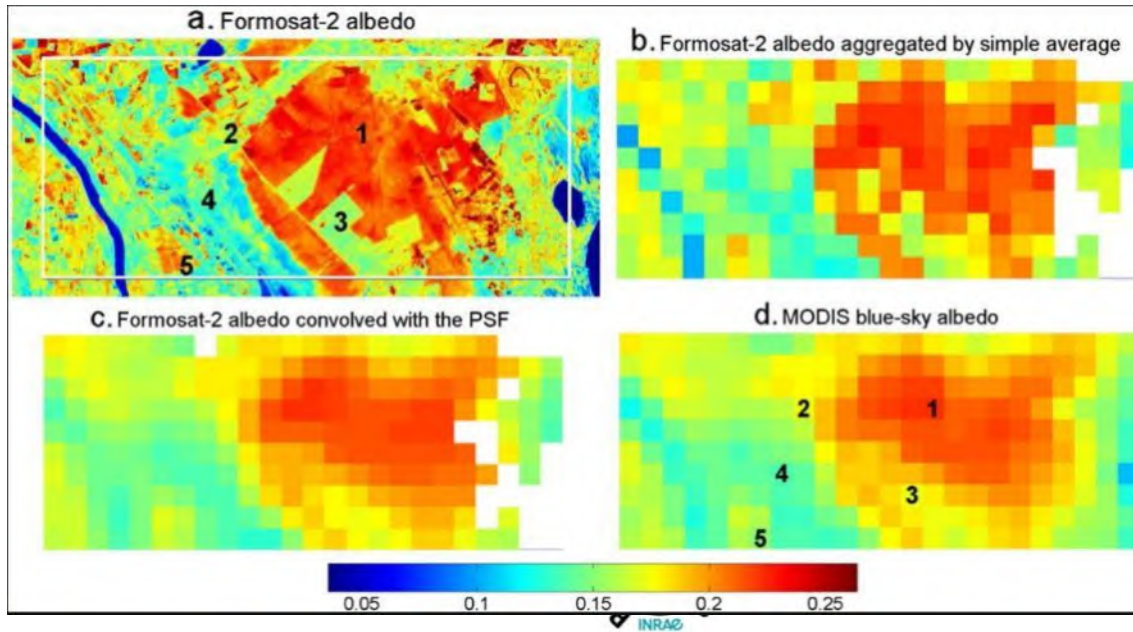 a. Formosat-2 albedo
b. Formosat-2 albedo aggregated by simple average
1
2
4
3
5
c. Formosat-2 albedo convolved with the PSF
d. MODIS blue-sky albedo
2
1
4
3
5
0.05 0.1 0.15 0.2 0.25
INRAE